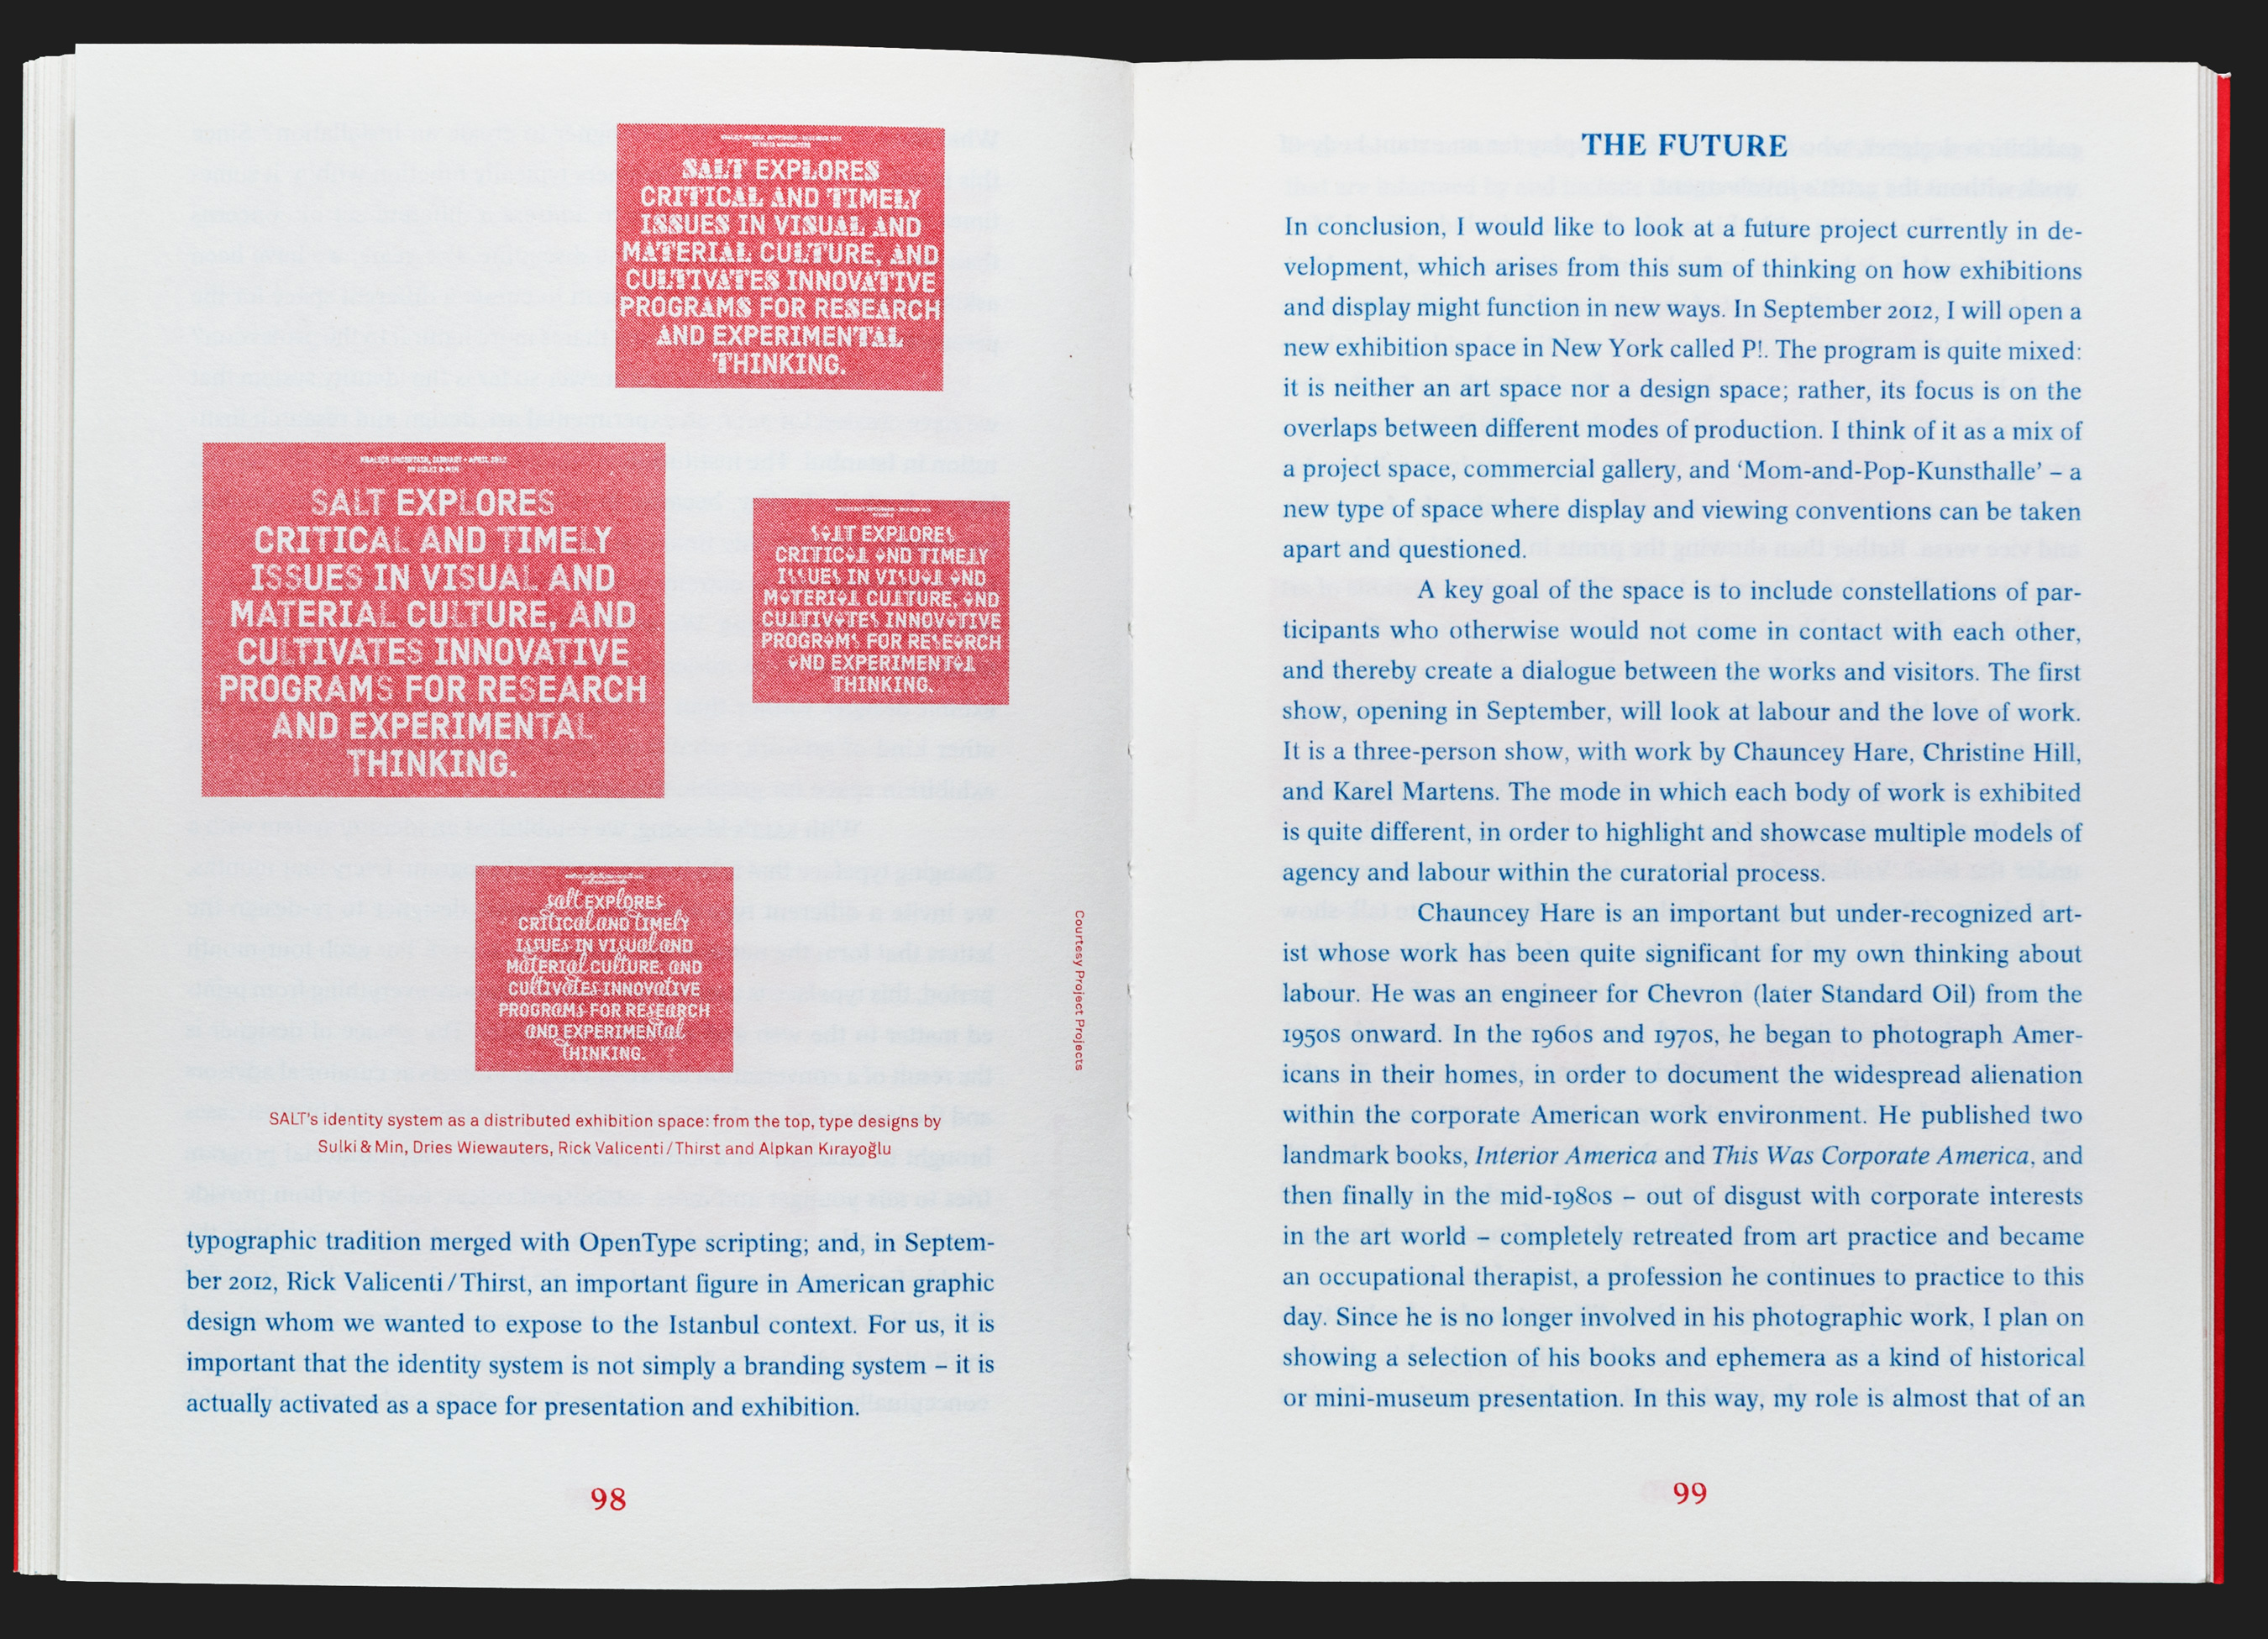 SALT EXPLORES
CRITICAL AND TIMELY
ISSUES IN VISUAL AND
MATERIAL CULTURE, AND
CULTIVATES INNOVATIVE
PROGRAMS FOR RESEARCH
AND EXPERIMENTAL
THINKING.
SALT EXPLORES
CRITICAL AND TIMELY
ISSUES IN VISUAL AND
MATERIAL CULTURE, AND
CULTIVATES INNOVATIVE
PROGRAMS FOR RESEARCH
AND EXPERIMENTAL
THINKING.
SALT EXPLORES
CRITICAL AND TIMELY
ISSUES IN VISUAL AND
MATERIAL CULTURE, AND
CULTIVATES INNOVATIVE
PROGRAMS FOR RESEARCH
AND EXPERIMENTAL
THINKING.
salt EXPLORES
CRITICAL AND TIMELY
ISSUES IN VISUAL AND
MATERIAL CULTURE, AND
CULTIVATES INNOVATIVE
PROGRAMS FOR RESEARCH
AND EXPERIMENTAL
THINKING.
Courtesy Project Projects
SALT's identity system as a distributed exhibition space: from the top, type designs by
Sulki & Min, Dries Wiewauters, Rick Valicenti / Thirst and Alpkan Kırayoğlu
typographic tradition merged with OpenType scripting; and, in Septem-
ber 2012, Rick Valicenti / Thirst, an important figure in American graphic
design whom we wanted to expose to the Istanbul context. For us, it is
important that the identity system is not simply a branding system – it is
actually activated as a space for presentation and exhibition.
98
THE FUTURE
In conclusion, I would like to look at a future project currently in de-
velopment, which arises from this sum of thinking on how exhibitions
and display might function in new ways. In September 2012, I will open a
new exhibition space in New York called P!. The program is quite mixed:
it is neither an art space nor a design space; rather, its focus is on the
overlaps between different modes of production. I think of it as a mix of
a project space, commercial gallery, and ‘Mom-and-Pop-Kunsthalle’ – a
new type of space where display and viewing conventions can be taken
apart and questioned.
A key goal of the space is to include constellations of par-
ticipants who otherwise would not come in contact with each other,
and thereby create a dialogue between the works and visitors. The first
show, opening in September, will look at labour and the love of work.
It is a three-person show, with work by Chauncey Hare, Christine Hill,
and Karel Martens. The mode in which each body of work is exhibited
is quite different, in order to highlight and showcase multiple models of
agency and labour within the curatorial process.
Chauncey Hare is an important but under-recognized art-
ist whose work has been quite significant for my own thinking about
labour. He was an engineer for Chevron (later Standard Oil) from the
1950s onward. In the 1960s and 1970s, he began to photograph Amer-
icans in their homes, in order to document the widespread alienation
within the corporate American work environment. He published two
landmark books, Interior America and This Was Corporate America, and
then finally in the mid-1980s – out of disgust with corporate interests
in the art world – completely retreated from art practice and became
an occupational therapist, a profession he continues to practice to this
day. Since he is no longer involved in his photographic work, I plan on
showing a selection of his books and ephemera as a kind of historical
or mini-museum presentation. In this way, my role is almost that of an
99